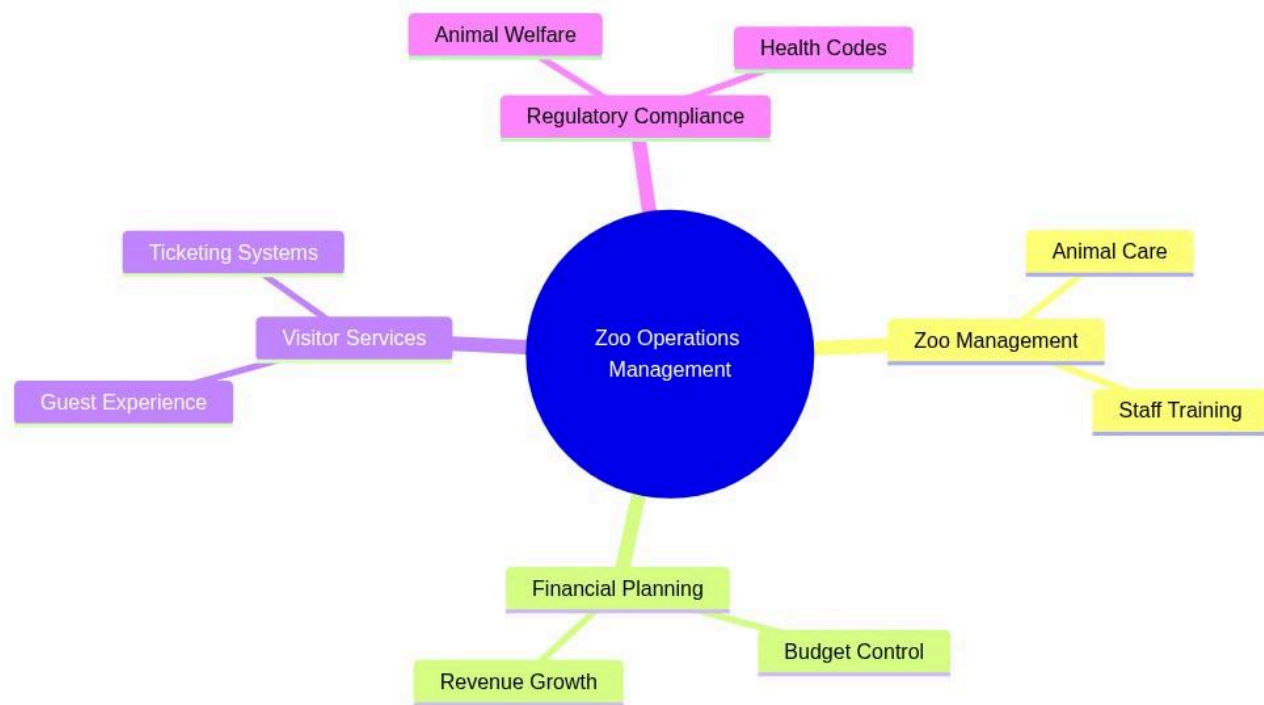 Animal Welfare
Health Codes
Regulatory Compliance
Ticketing Systems
Animal Care
Visitor Services
Zoo Operations
Management
Zoo Management
Guest Experience
Staff Training
Financial Planning
Budget Control
Revenue Growth